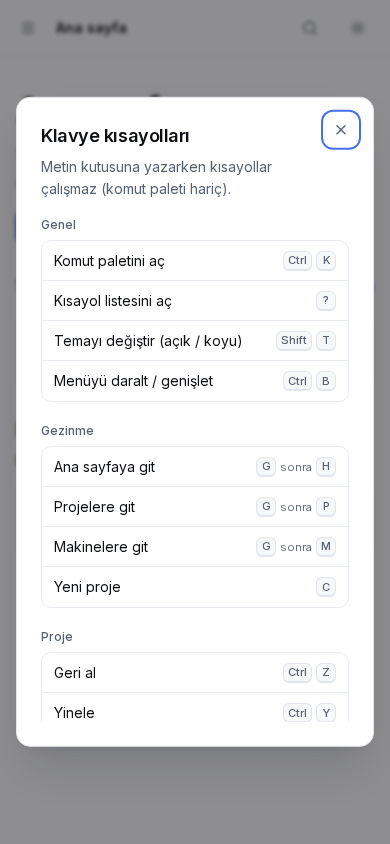 Ana sayfa
Klavye kısayolları
Metin kutusuna yazarken kısayollar
çalışmaz (komut paleti hariç).
Genel
Komut paletini aç Ctrl K
Kısayol listesini aç ?
Temayı değiştir (açık / koyu) Shift T
Menüyü daralt / genişlet Ctrl B
Gezinme
Ana sayfaya git G sonra H
Projelere git G sonra P
Makinelere git G sonra M
Yeni proje C
Proje
Geri al Ctrl Z
Yinele Ctrl Y